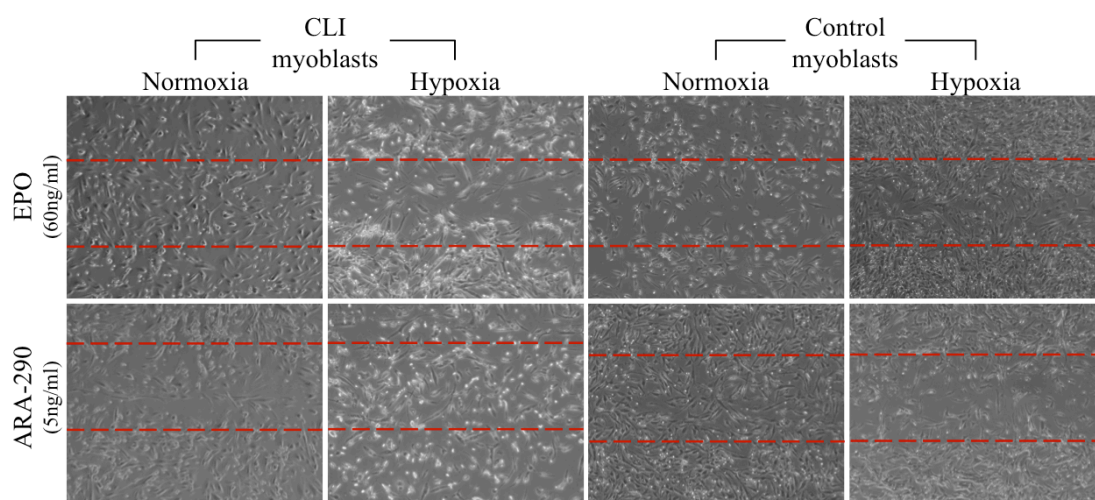 CLI
myoblasts
Control
myoblasts
Normoxia
Hypoxia
Normoxia
Hypoxia
EPO
(60ng/ml)
ARA-290
(5ng/ml)